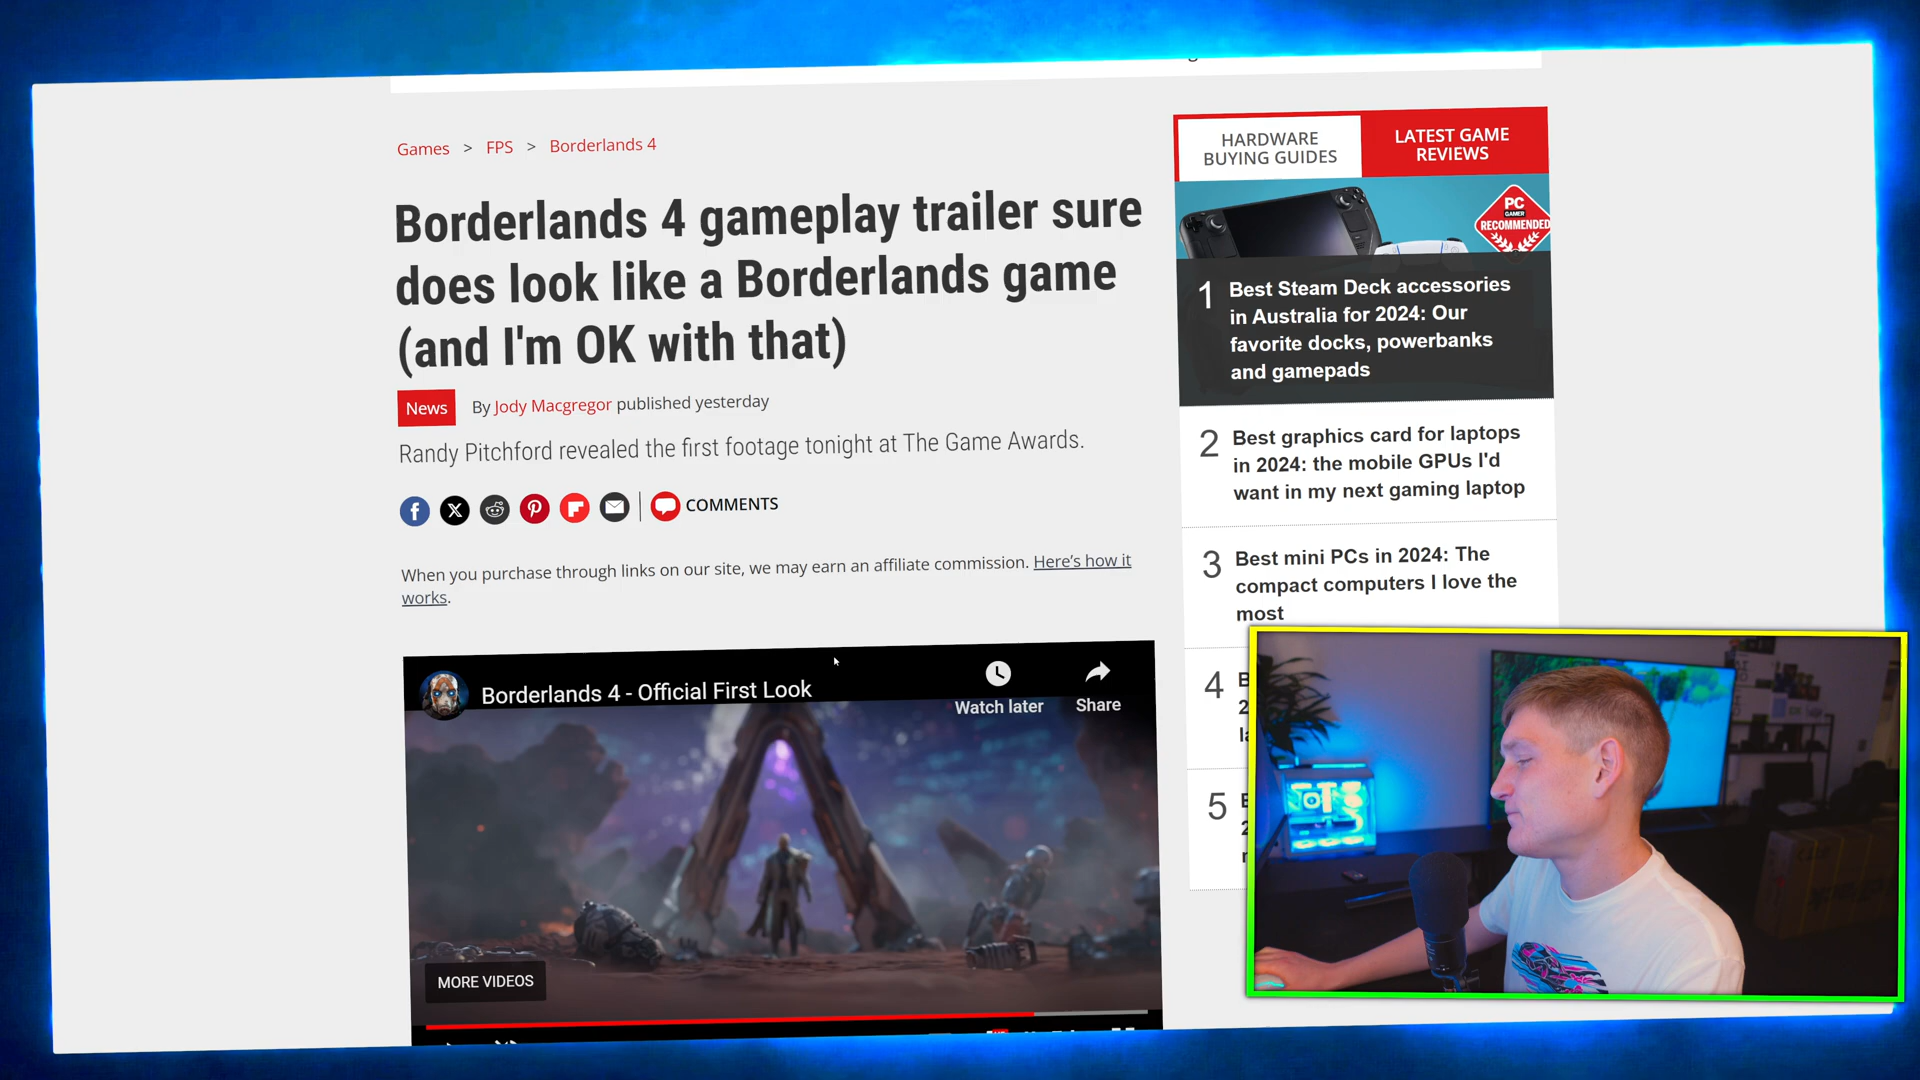 Games > FPS > Borderlands 4
Borderlands 4 gameplay trailer sure
does look like a Borderlands game
(and I'm OK with that)
News By Jody Macgregor published yesterday
Randy Pitchford revealed the first footage tonight at The Game Awards.
COMMENTS
When you purchase through links on our site, we may earn an affiliate commission. Here's how it
works.
Borderlands 4 - Official First Look
Watch later
Share
MORE VIDEOS
HARDWARE
BUYING GUIDES
LATEST GAME
REVIEWS
PC
GAMER
RECOMMENDED
1 Best Steam Deck accessories
in Australia for 2024: Our
favorite docks, powerbanks
and gamepads
2 Best graphics card for laptops
in 2024: the mobile GPUs I'd
want in my next gaming laptop
3 Best mini PCs in 2024: The
compact computers I love the
most
4
5